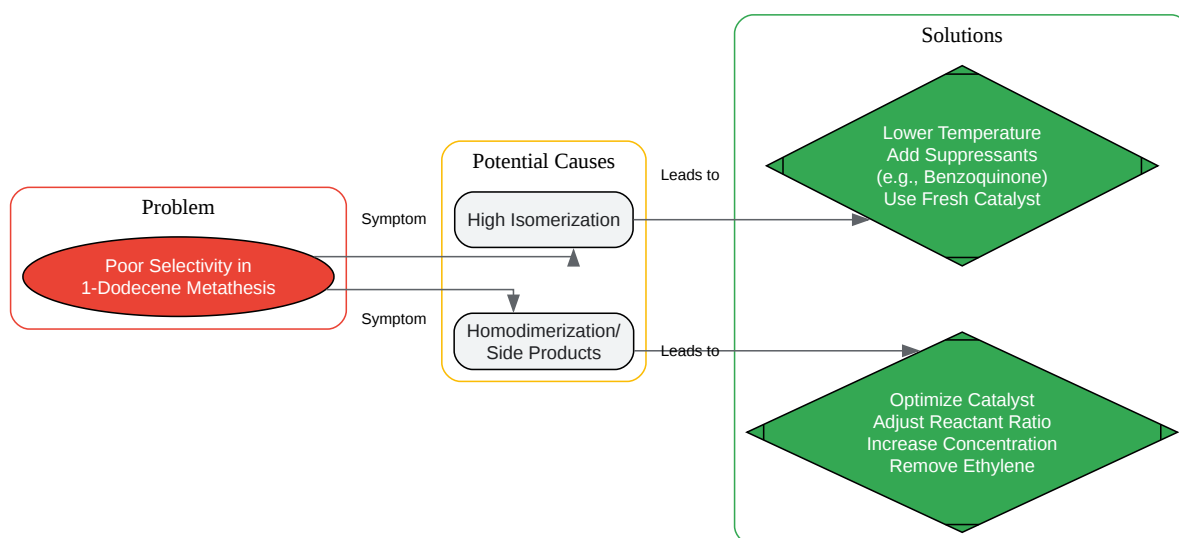 Problem
Poor Selectivity in
1-Dodecene Metathesis
Symptom
Symptom
Potential Causes
High Isomerization
Homodimerization/
Side Products
Leads to
Leads to
Solutions
Lower Temperature
Add Suppressants
(e.g., Benzoquinone)
Use Fresh Catalyst
Optimize Catalyst
Adjust Reactant Ratio
Increase Concentration
Remove Ethylene